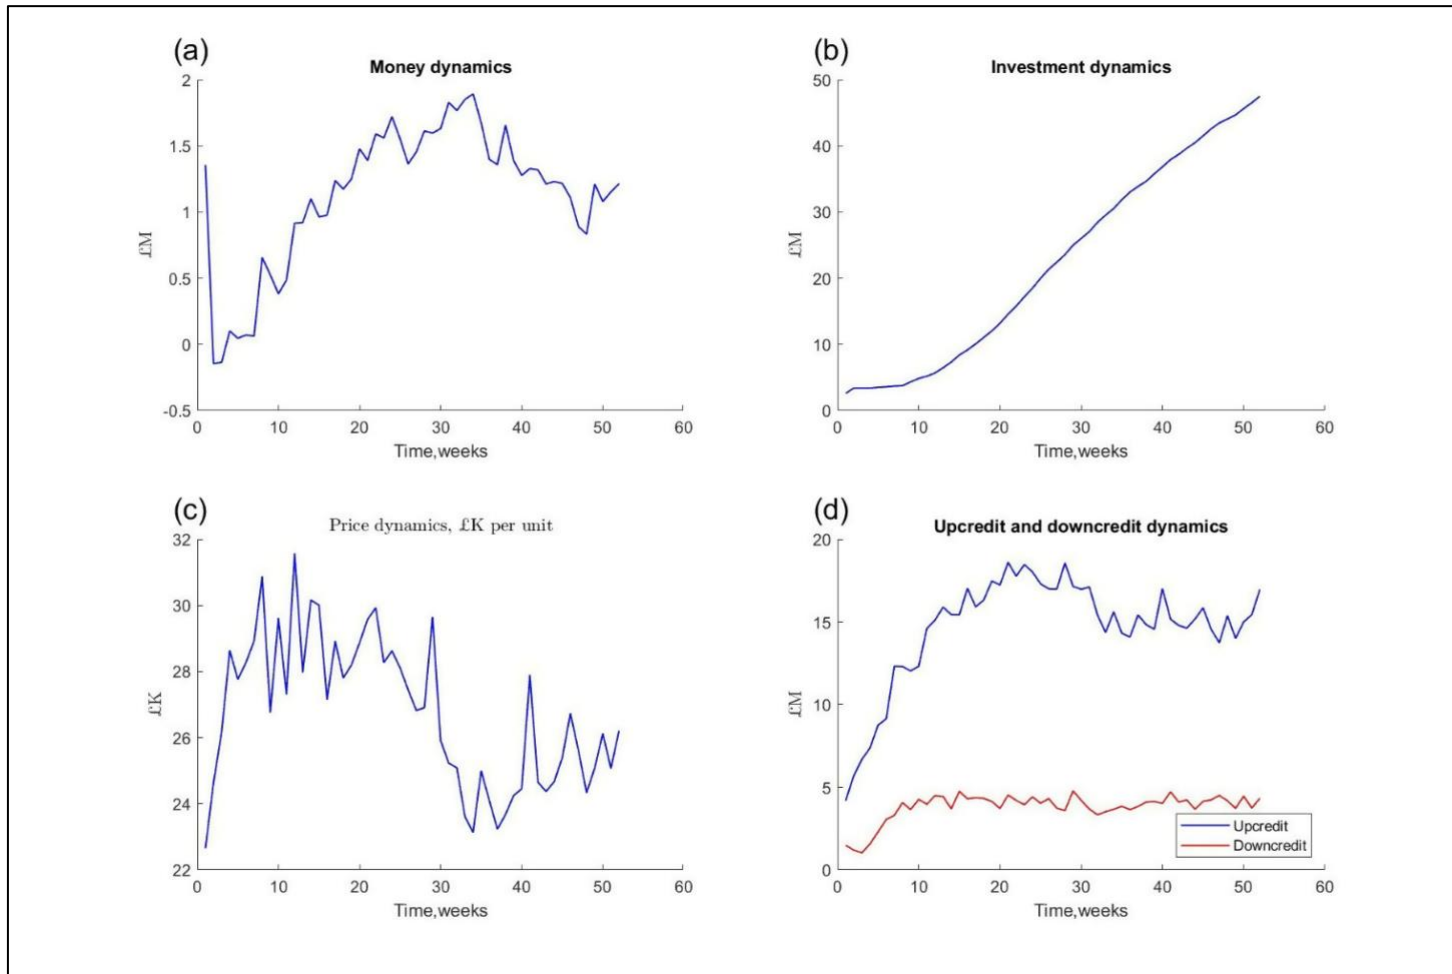 (a)
Money dynamics
2
1.5
1
0.5
0
-0.5
£M
0 10 20 30 40 50 60
Time,weeks
(b)
Investment dynamics
50
40
30
20
10
0
£M
0 10 20 30 40 50 60
Time,weeks
(c)
Price dynamics, £K per unit
32
30
28
26
24
22
£K
0 10 20 30 40 50 60
Time,weeks
(d)
Upcredit and downcredit dynamics
20
15
10
5
0
£M
0 10 20 30 40 50 60
Time,weeks
Upcredit
Downcredit